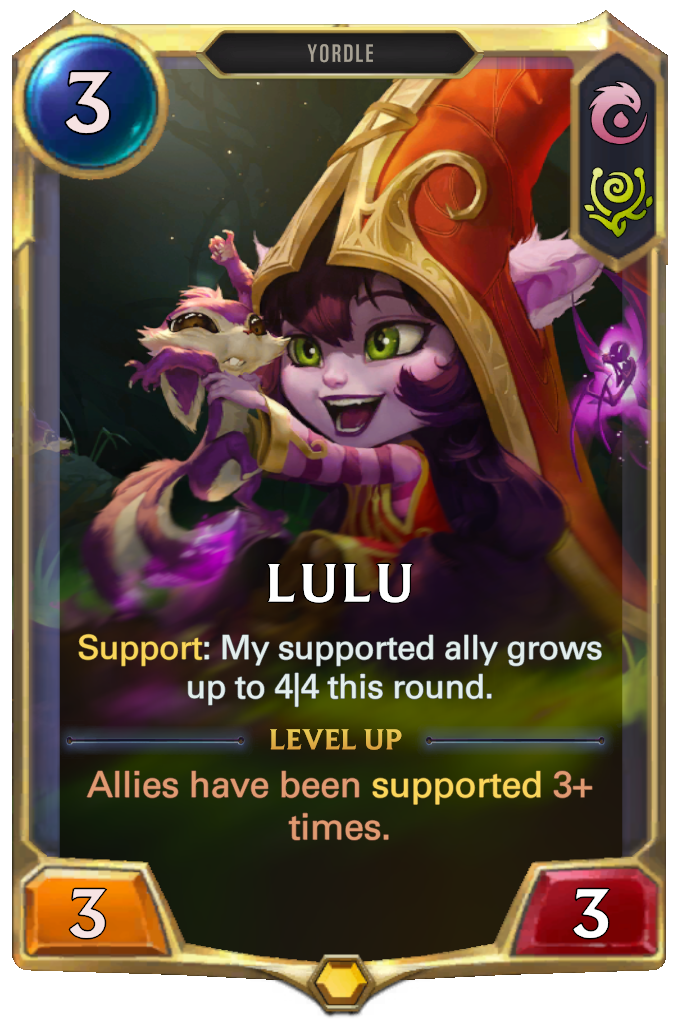 YORDLE
3
LULU
Support: My supported ally grows
up to 4|4 this round.
LEVEL UP
Allies have been supported 3+
times.
3
3